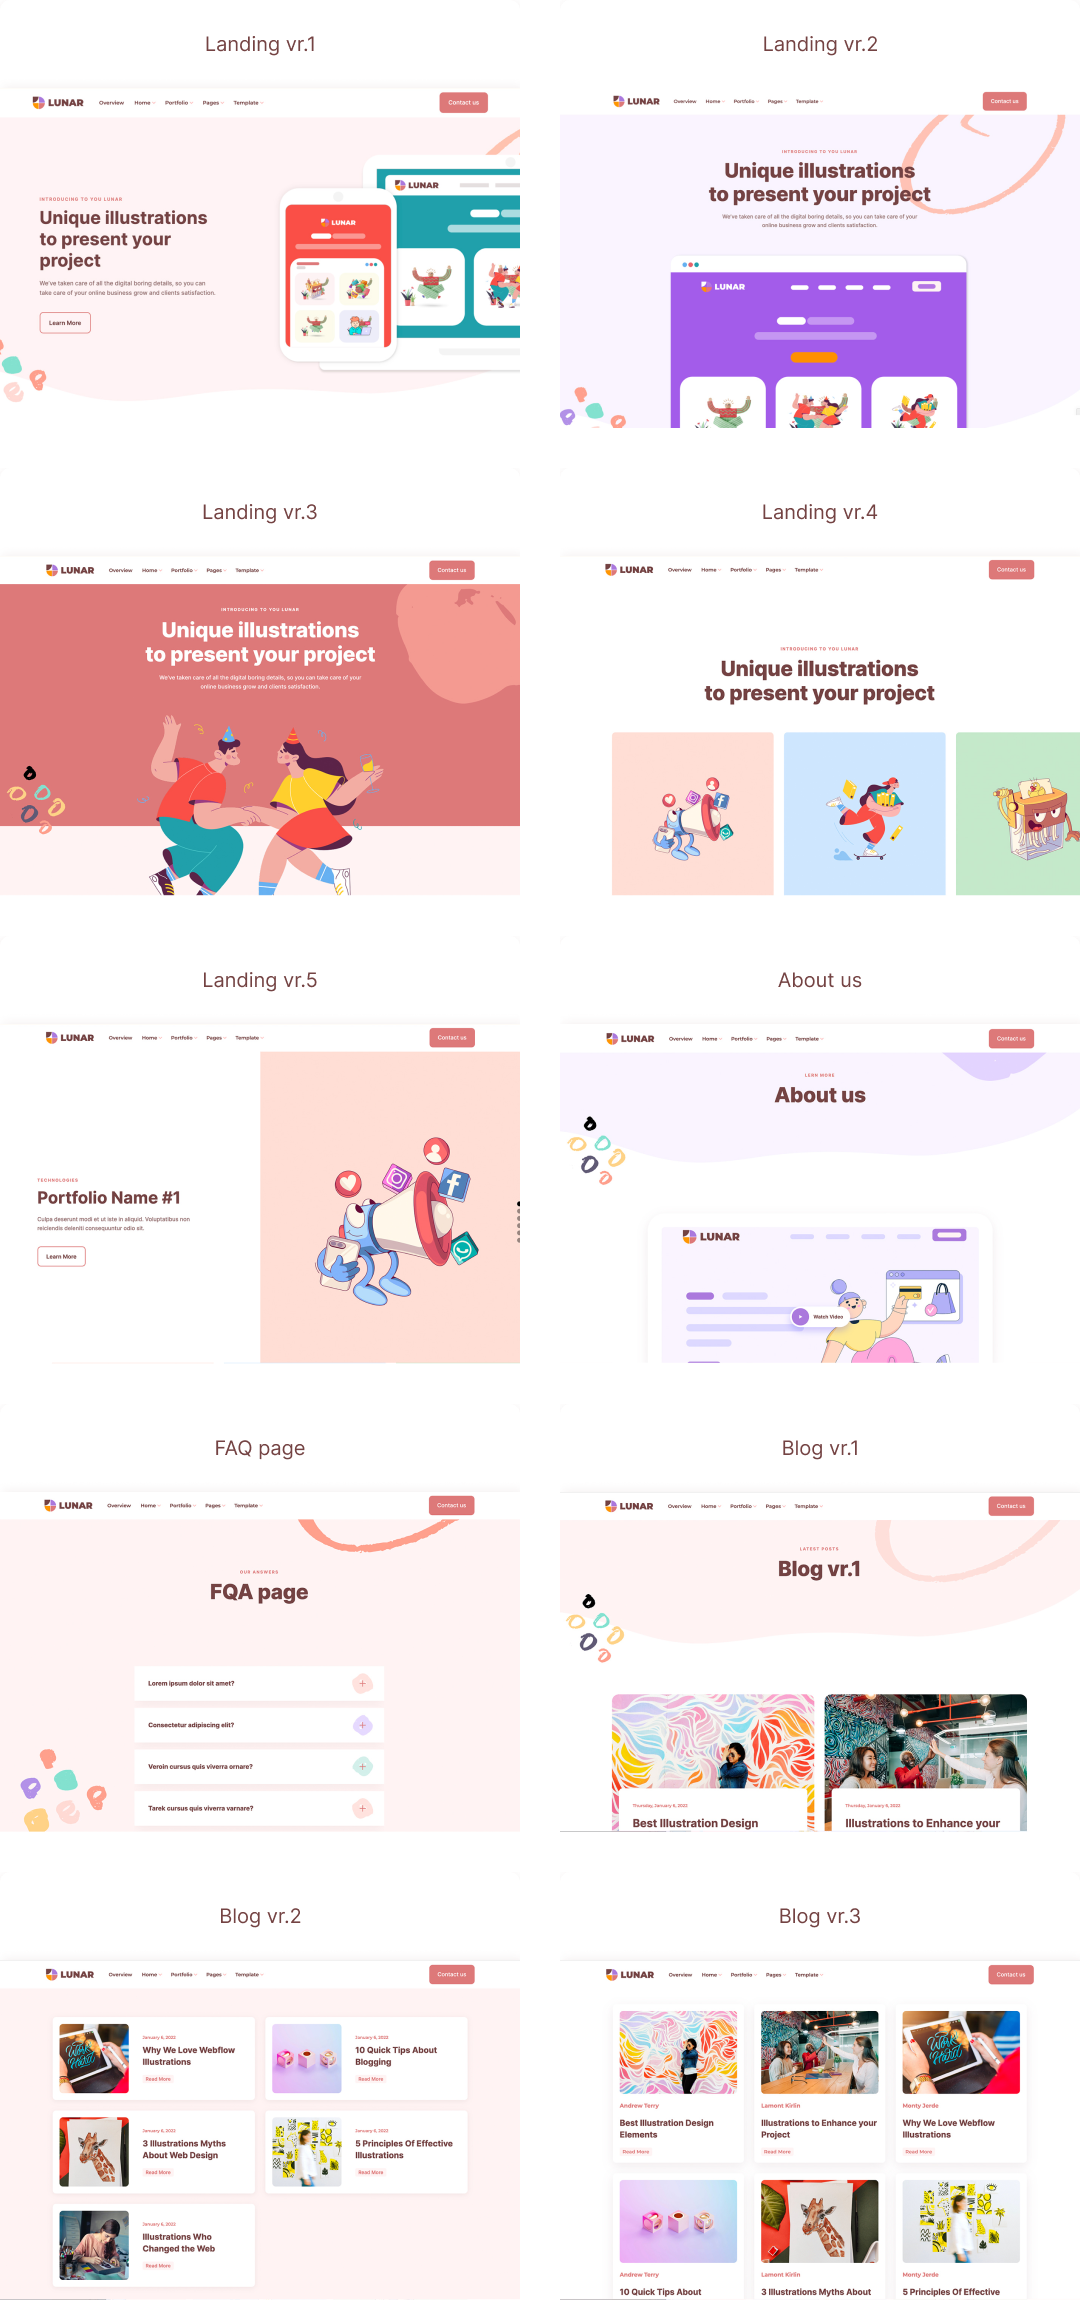 Landing vr.1
LUNAR Overview Home Portfolio Pages Template Contact us
INTRODUCING TO YOU LUNAR
Unique illustrations
to present your
project
We've taken care of all the digital boring details, so you can
take care of your online business grow and clients satisfaction.
Learn More
LUNAR
LUNAR
Landing vr.2
LUNAR Overview Home Portfolio Pages Template Contact us
INTRODUCING TO YOU LUNAR
Unique illustrations
to present your project
We've taken care of all the digital boring details, so you can take care of your
online business grow and clients satisfaction.
LUNAR
Landing vr.3
LUNAR Overview Home Portfolio Pages Template Contact us
INTRODUCING TO YOU LUNAR
Unique illustrations
to present your project
We've taken care of all the digital boring details, so you can take care of your
online business grow and clients satisfaction.
Landing vr.4
LUNAR Overview Home Portfolio Pages Template Contact us
INTRODUCING TO YOU LUNAR
Unique illustrations
to present your project
Landing vr.5
LUNAR Overview Home Portfolio Pages Template Contact us
TECHNOLOGIES
Portfolio Name #1
Culpa deserunt modi et ut iste in aliquid. Voluptatibus non
reiciendis deleniti consequuntur odio sit.
Learn More
About us
LUNAR Overview Home Portfolio Pages Template Contact us
LERN MORE
About us
LUNAR
Watch Video
FAQ page
LUNAR Overview Home Portfolio Pages Template Contact us
OUR ANSWERS
FQA page
Lorem ipsum dolor sit amet?
Consectetur adipiscing elit?
Veroin cursus quis viverra ornare?
Tarek cursus quis viverra varnare?
Blog vr.1
LUNAR Overview Home Portfolio Pages Template Contact us
LATEST POSTS
Blog vr.1
Thursday, January 6, 2022
Best Illustration Design
Thursday, January 6, 2022
Illustrations to Enhance your
Blog vr.2
LUNAR Overview Home Portfolio Pages Template Contact us
January 6, 2022
Why We Love Webflow
Illustrations
Read More
January 6, 2022
10 Quick Tips About
Blogging
Read More
January 6, 2022
3 Illustrations Myths
About Web Design
Read More
January 6, 2022
5 Principles Of Effective
Illustrations
Read More
January 6, 2022
Illustrations Who
Changed the Web
Read More
Blog vr.3
LUNAR Overview Home Portfolio Pages Template Contact us
Andrew Terry
Best Illustration Design
Elements
Read More
Lamont Kirlin
Illustrations to Enhance your
Project
Read More
Work
Hard
Monty Jerde
Why We Love Webflow
Illustrations
Read More
Andrew Terry
10 Quick Tips About
Lamont Kirlin
3 Illustrations Myths About
Monty Jerde
5 Principles Of Effective